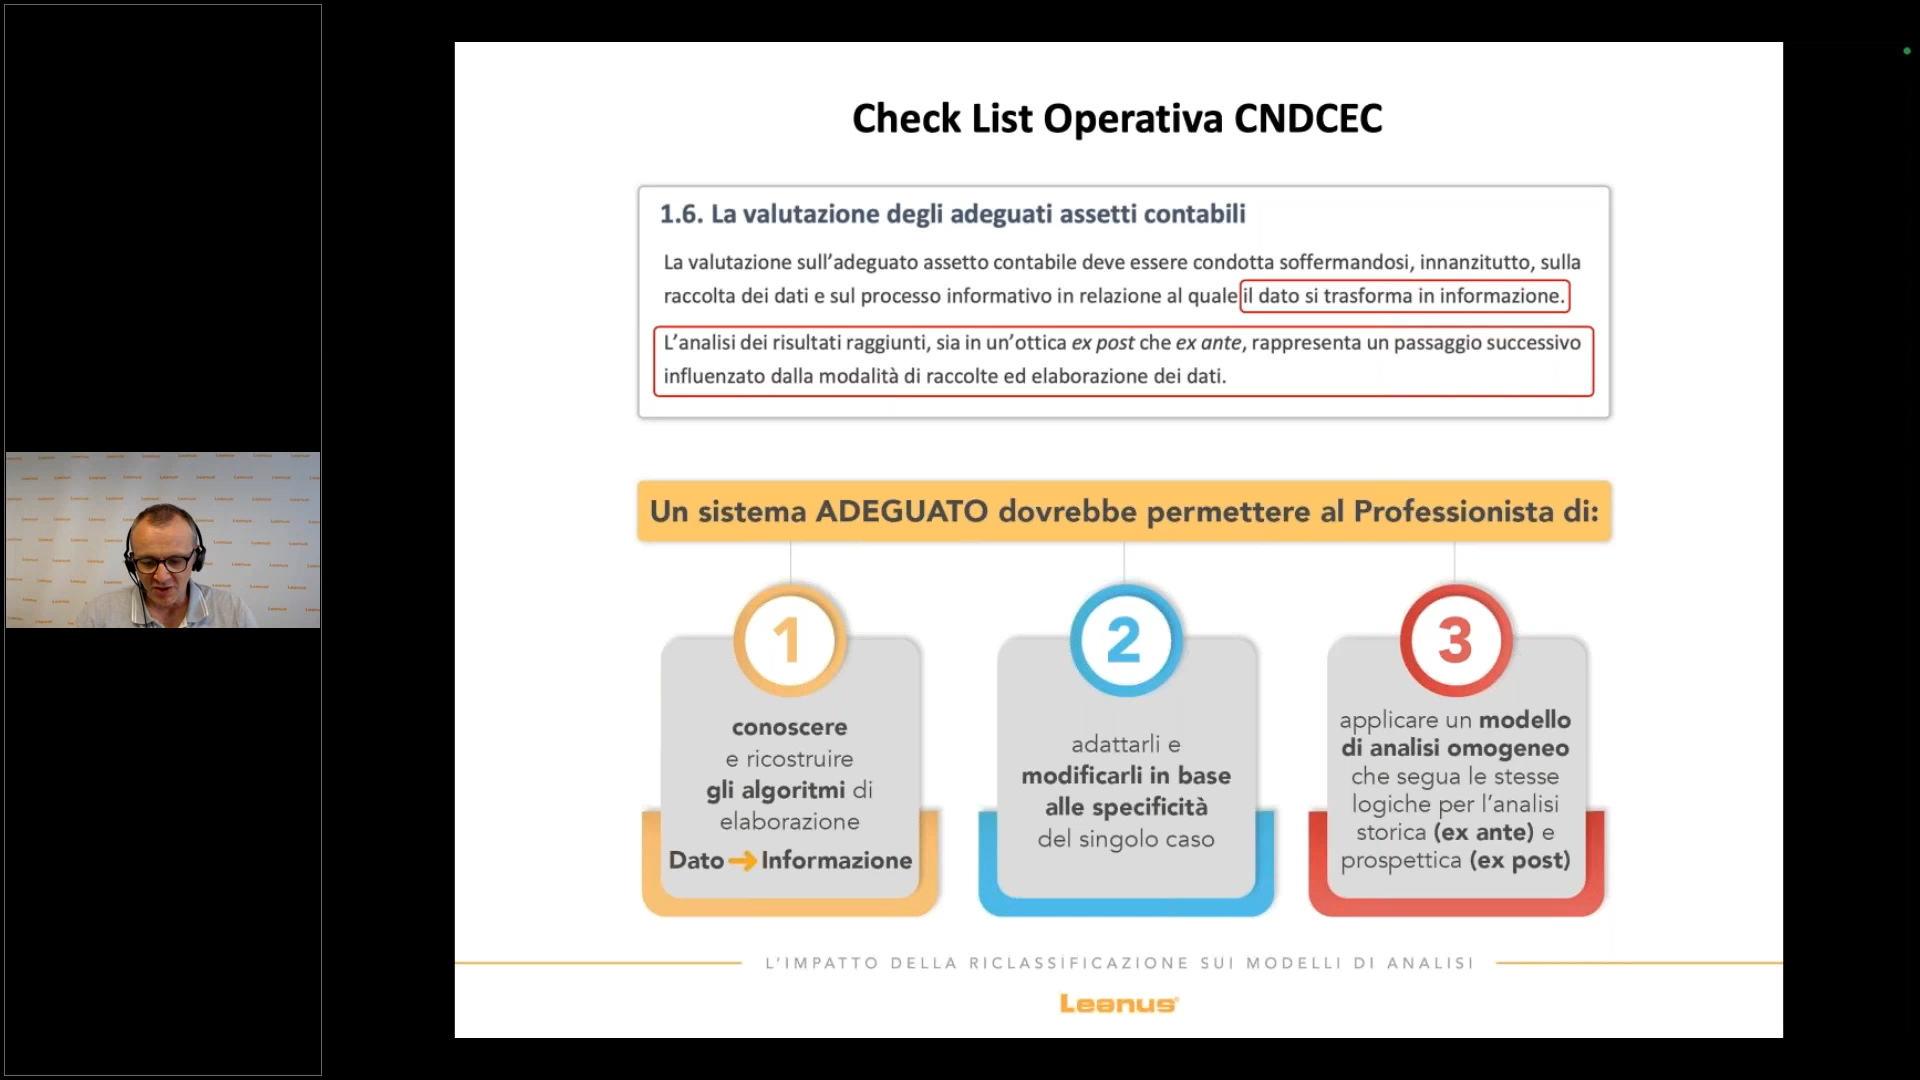 Check List Operativa CNDCEC
1.6. La valutazione degli adeguati assetti contabili
La valutazione sull'adeguato assetto contabile deve essere condotta soffermandosi, innanzitutto, sulla
raccolta dei dati e sul processo informativo in relazione al quale il dato si trasforma in informazione.
L'analisi dei risultati raggiunti, sia in un'ottica ex post che ex ante, rappresenta un passaggio successivo
influenzato dalla modalità di raccolte ed elaborazione dei dati.
Un sistema ADEGUATO dovrebbe permettere al Professionista di:
1
conoscere
e ricostruire
gli algoritmi di
elaborazione
Dato → Informazione
2
adattarli e
modificarli in base
alle specificità
del singolo caso
3
applicare un modello
di analisi omogeneo
che segua le stesse
logiche per l'analisi
storica (ex ante) e
prospettica (ex post)
L'IMPATTO DELLA RICLASSIFICAZIONE SUI MODELLI DI ANALISI
Leanus